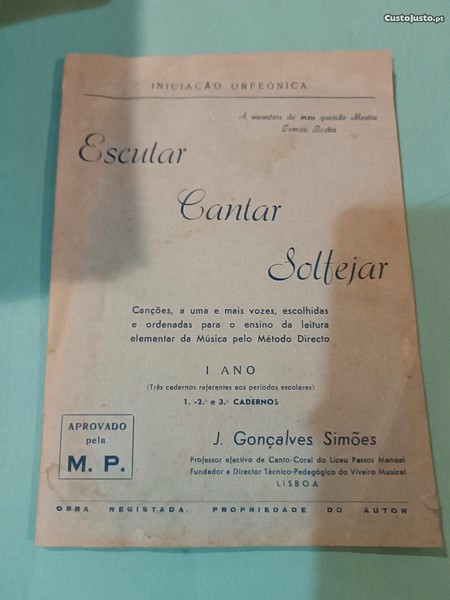 CustoJusto.pt
INICIAÇÃO ORFEÓNICA
À memória do meu querido Mestre
Tomás Borba
Escutar
Cantar
Solfejar
Canções, a uma e mais vozes, escolhidas
e ordenadas para o ensino da leitura
elementar da Música pelo Método Directo
I ANO
(Três cadernos referentes aos períodos escolares)
1.º-2.º e 3.º CADERNOS
APROVADO
pela
M. P.
J. Gonçalves Simões
Professor efectivo de Canto-Coral do Liceu Passos Manuel
Fundador e Director Técnico-Pedagógico do Viveiro Musical
LISBOA
OBRA REGISTADA. PROPRIEDADE DO AUTOR